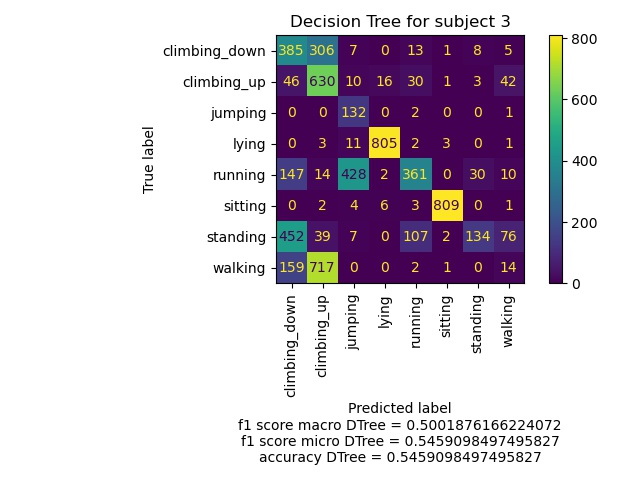 Decision Tree for subject 3
climbing_down 385 306 7 0 13 1 8 5
climbing_up 46 630 10 16 30 1 3 42
jumping 0 0 132 0 2 0 0 1
lying 0 3 11 805 2 3 0 1
running 147 14 428 2 361 0 30 10
sitting 0 2 4 6 3 809 0 1
standing 452 39 7 0 107 2 134 76
walking 159 717 0 0 2 1 0 14
True label
climbing_down climbing_up jumping lying running sitting standing walking
800
600
400
200
0
Predicted label
f1 score macro DTree = 0.5001876166224072
f1 score micro DTree = 0.5459098497495827
accuracy DTree = 0.5459098497495827